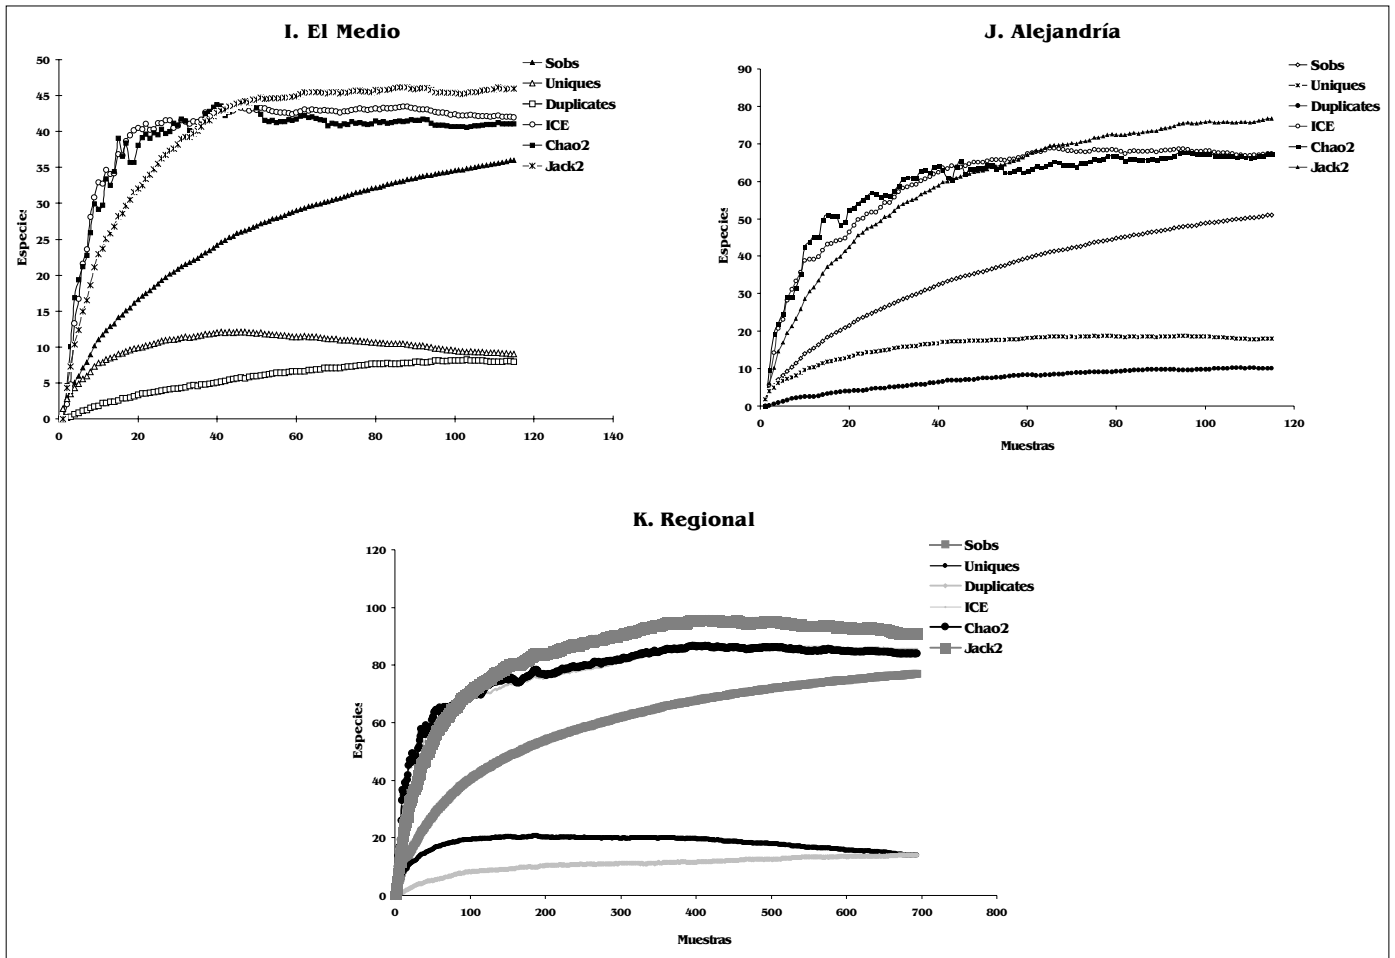 I. El Medio
50
45
40
35
30
25
20
15
10
5
0
Especies
0 20 40 60 80 100 120 140
Sobs
Uniques
Duplicates
ICE
Chao2
Jack2
J. Alejandría
90
80
70
60
50
40
30
20
10
0
Especies
0 20 40 60 80 100 120
Muestras
Sobs
Uniques
Duplicates
ICE
Chao2
Jack2
K. Regional
120
100
80
60
40
20
0
Especies
0 100 200 300 400 500 600 700 800
Muestras
Sobs
Uniques
Duplicates
ICE
Chao2
Jack2